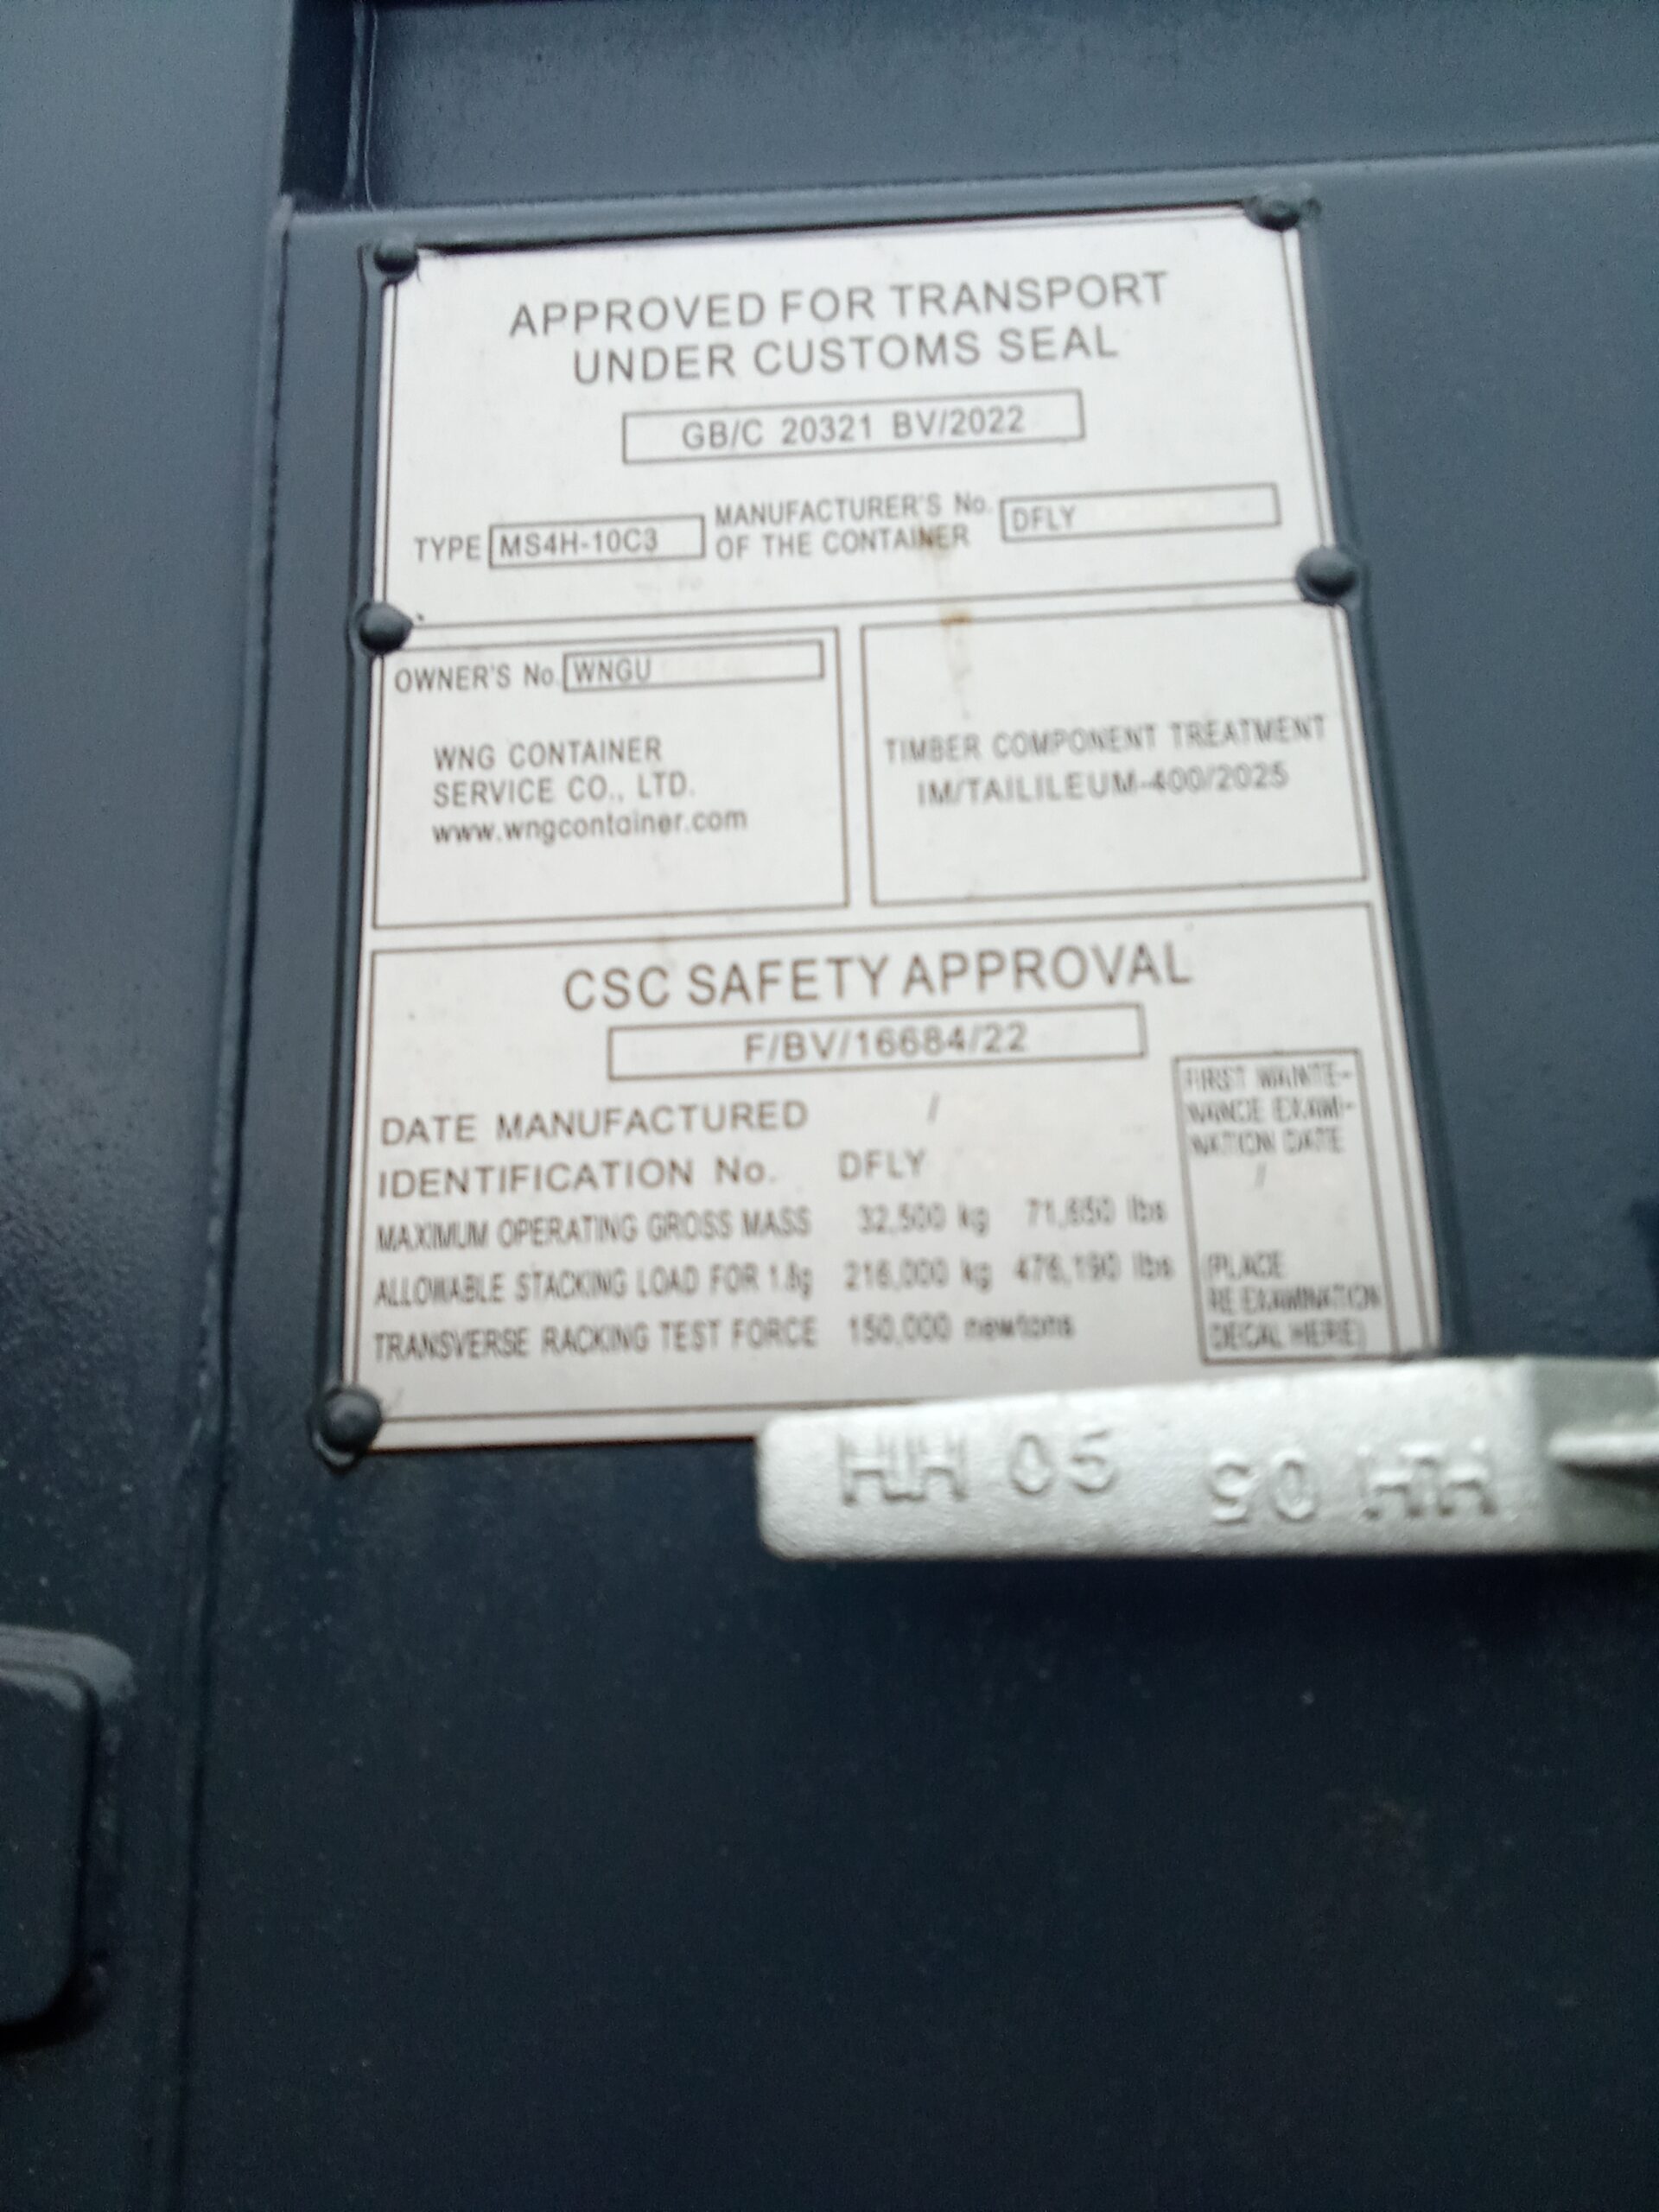 APPROVED FOR TRANSPORT
UNDER CUSTOMS SEAL
GB/C 20321 BV/2022
TYPE MS4H-10C3 MANUFACTURER'S No. OF THE CONTAINER DFLY
OWNER'S No. WNGU
WNG CONTAINER
SERVICE CO., LTD.
www.wngcontainer.com
TIMBER COMPONENT TREATMENT
IM/TAILILEUM-400/2025
CSC SAFETY APPROVAL
F/BV/16684/22
DATE MANUFACTURED /
IDENTIFICATION No. DFLY
MAXIMUM OPERATING GROSS MASS 32,500 kg 71,650 lbs
ALLOWABLE STACKING LOAD FOR 1.8g 216,000 kg 476,190 lbs
TRANSVERSE RACKING TEST FORCE 150,000 newtons
FIRST MAINTE-
NANCE EXAMI-
NATION DATE
/
(PLACE
RE EXAMINATION
DECAL HERE)
HH 05 HH 05